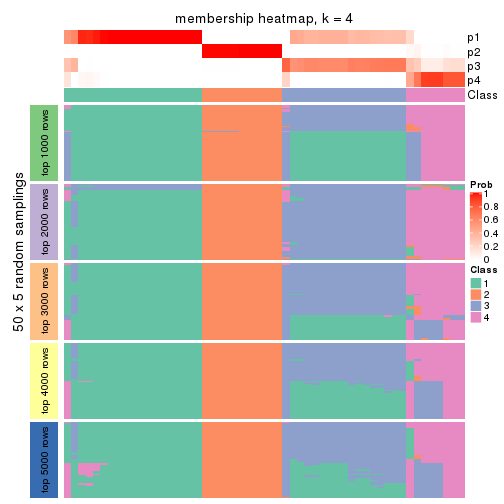 membership heatmap, k = 4
p1
p2
p3
p4
Class
50 x 5 random samplings
top 1000 rows
top 2000 rows
top 3000 rows
top 4000 rows
top 5000 rows
Prob
1
0.8
0.6
0.4
0.2
0
Class
1
2
3
4